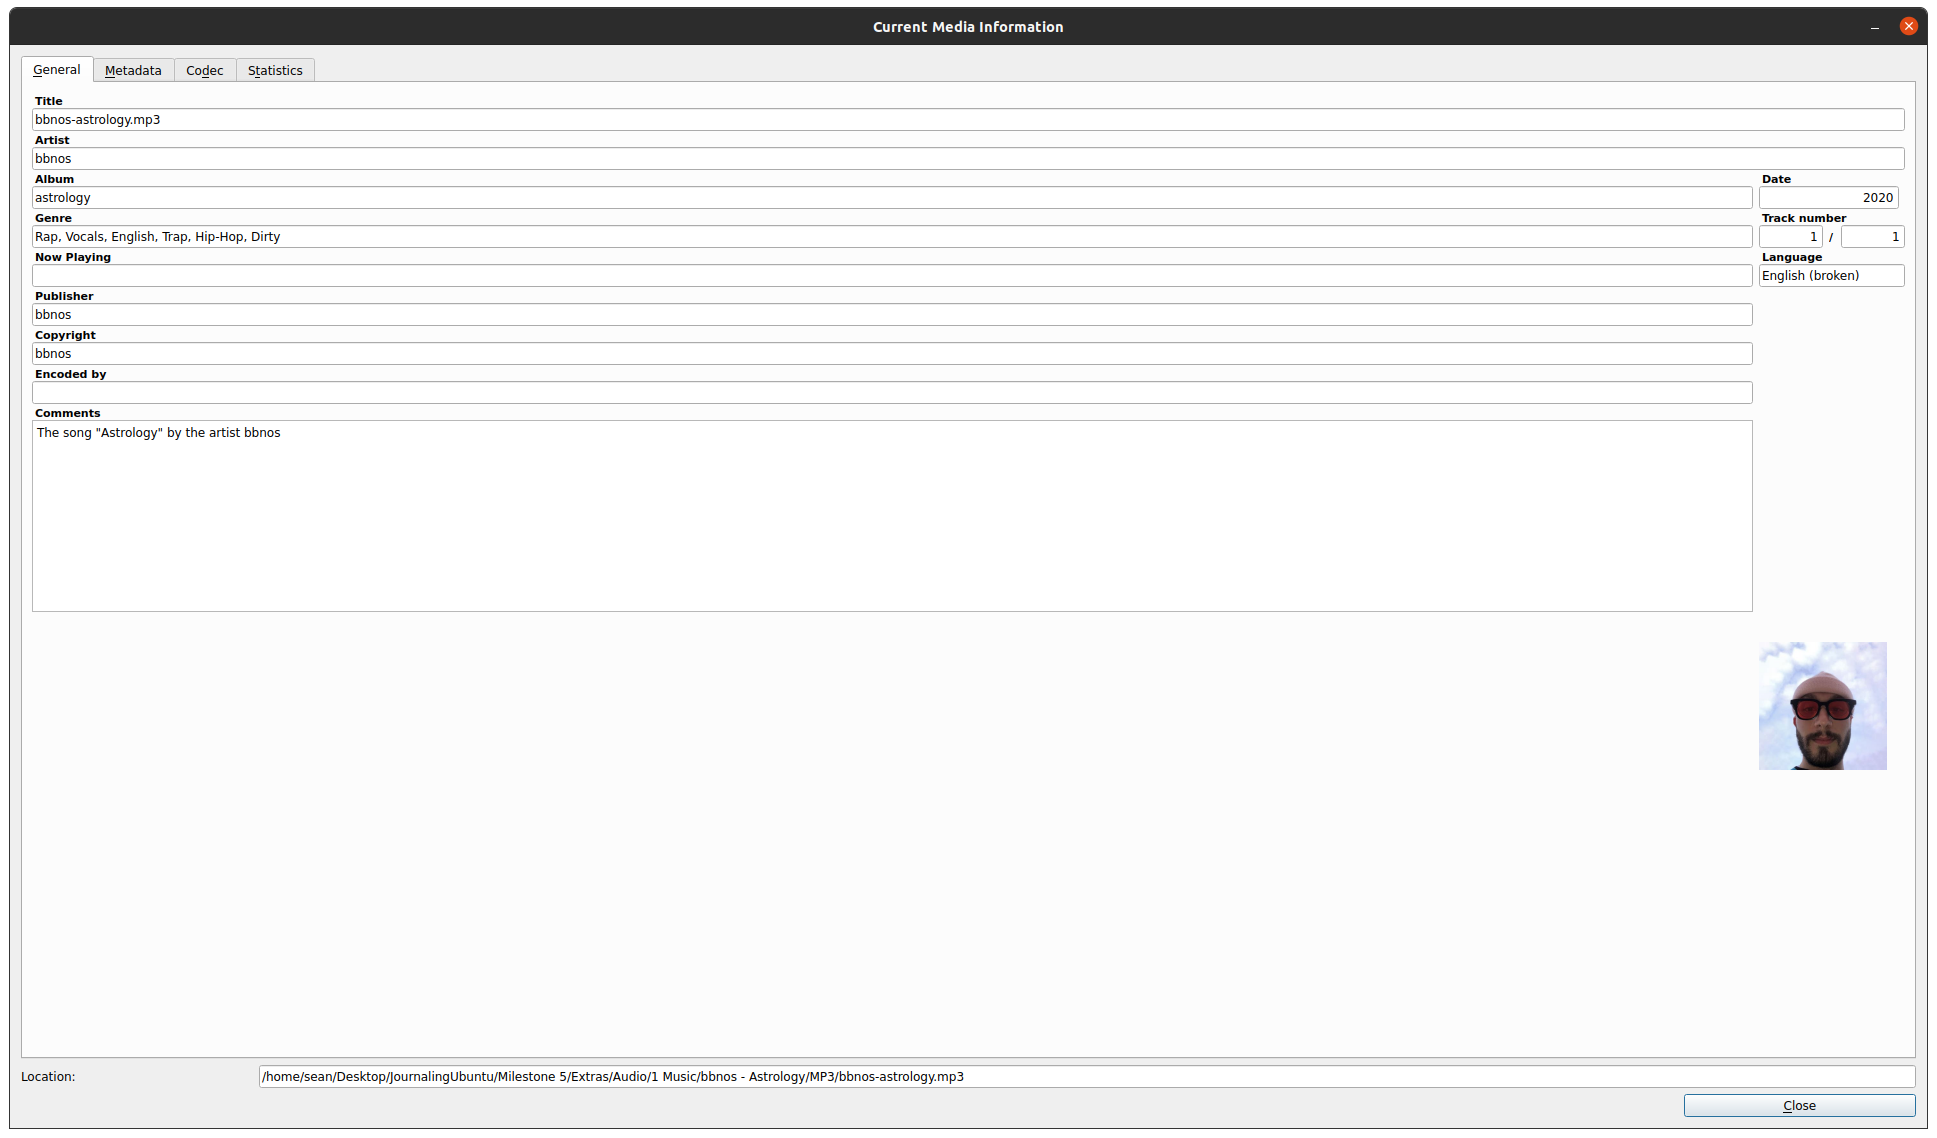 Current Media Information
General Metadata Codec Statistics
Title
bbnos-astrology.mp3
Artist
bbnos
Album Date
astrology 2020
Genre Track number
Rap, Vocals, English, Trap, Hip-Hop, Dirty 1 / 1
Now Playing Language
English (broken)
Publisher
bbnos
Copyright
bbnos
Encoded by
Comments
The song "Astrology" by the artist bbnos
Location: /home/sean/Desktop/JournalingUbuntu/Milestone 5/Extras/Audio/1 Music/bbnos - Astrology/MP3/bbnos-astrology.mp3
Close